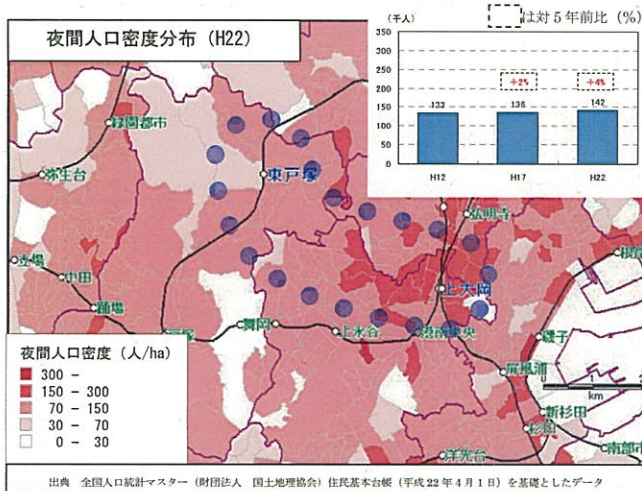 夜間人口密度分布（H22）
（千人）
は対５年前比（%）
350
300
250
200
150
100
50
0
+2%
+4%
133
136
142
H12
H17
H22
緑園都市
弥生台
東戸塚
弘明寺
立場
中田
踊場
上大岡
舞岡
上永谷
港南中央
磯子
屏風浦
新杉田
杉田
洋光台
南部市
夜間人口密度（人/ha）
300 -
150 - 300
70 - 150
30 - 70
0 - 30
0 1
km
出典 全国人口統計マスター（財団法人 国土地理協会）住民基本台帳（平成22年4月1日）を基礎としたデータ